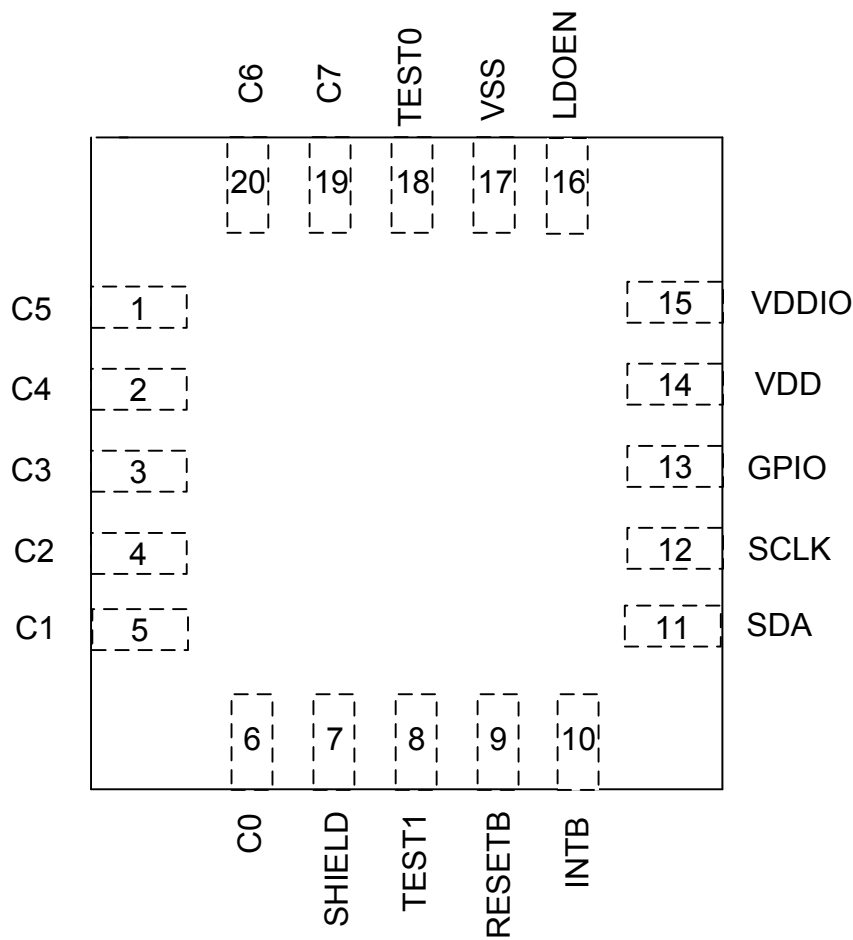 C6 C7 TEST0 VSS LDOEN
20 19 18 17 16
C5 1 15 VDDIO
C4 2 14 VDD
C3 3 13 GPIO
C2 4 12 SCLK
C1 5 11 SDA
6 7 8 9 10
C0 SHIELD TEST1 RESETB INTB